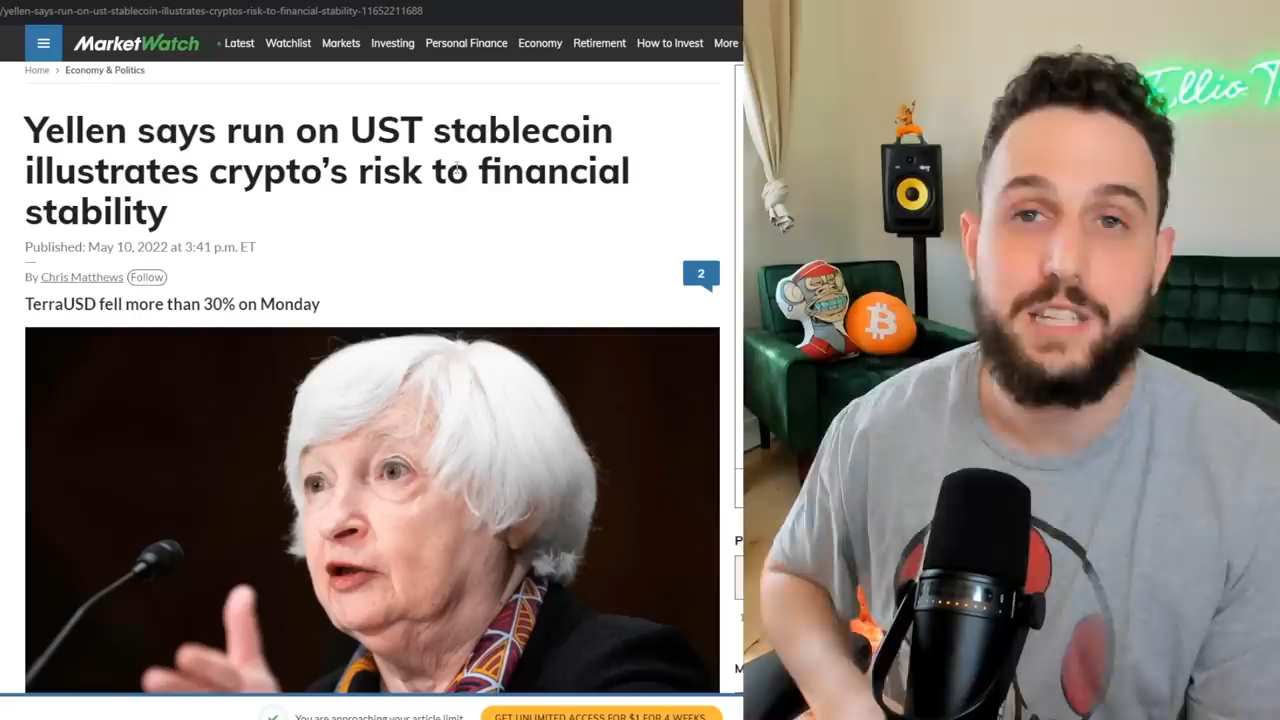 /yellen-says-run-on-ust-stablecoin-illustrates-cryptos-risk-to-financial-stability-11652211688
MarketWatch
Latest Watchlist Markets Investing Personal Finance Economy Retirement How to Invest More
Home > Economy & Politics
Yellen says run on UST stablecoin
illustrates crypto's risk to financial
stability
Published: May 10, 2022 at 3:41 p.m. ET
By Chris Matthews Follow
2
TerraUSD fell more than 30% on Monday
P
M
You are approaching your article limit.
GET UNLIMITED ACCESS FOR $1 FOR 4 WEEKS